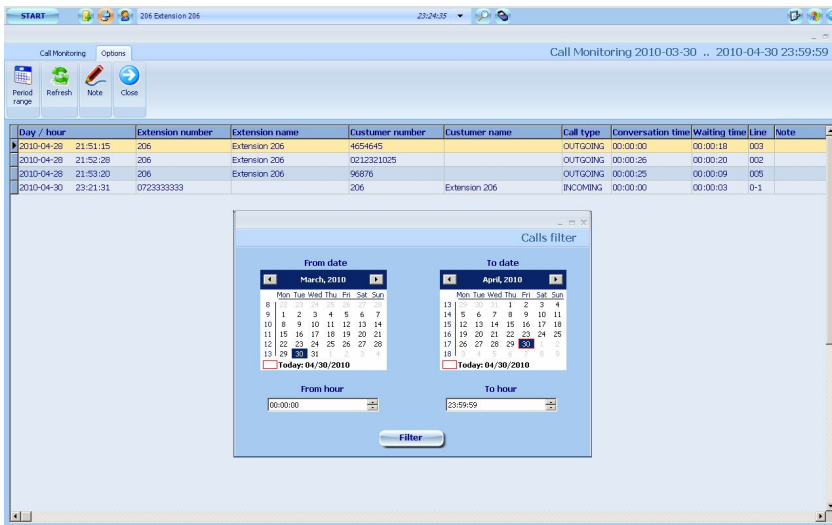 START 206 Extension 206 23:24:35
Call Monitoring Options Call Monitoring 2010-03-30 .. 2010-04-30 23:59:59
Period range Refresh Note Close
Day / hour Extension number Extension name Custumer number Custumer name Call type Conversation time Waiting time Line Note
2010-04-28 21:51:15 206 Extension 206 4654645 OUTGOING 00:00:00 00:00:18 003
2010-04-28 21:52:28 206 Extension 206 0212321025 OUTGOING 00:00:26 00:00:20 002
2010-04-28 21:53:20 206 Extension 206 96876 OUTGOING 00:00:25 00:00:09 005
2010-04-30 23:21:31 0723333333 206 Extension 206 INCOMING 00:00:00 00:00:03 0-1
Calls filter
From date To date
March, 2010 April, 2010
Mon Tue Wed Thu Fri Sat Sun Mon Tue Wed Thu Fri Sat Sun
8 22 23 24 25 26 27 28 13 29 30 31 1 2 3 4
9 1 2 3 4 5 6 7 14 5 6 7 8 9 10 11
10 8 9 10 11 12 13 14 15 12 13 14 15 16 17 18
11 15 16 17 18 19 20 21 16 19 20 21 22 23 24 25
12 22 23 24 25 26 27 28 17 26 27 28 29 30 1 2
13 29 30 31 1 2 3 4 18 3 4 5 6 7 8 9
Today: 04/30/2010 Today: 04/30/2010
From hour To hour
00:00:00 23:59:59
Filter